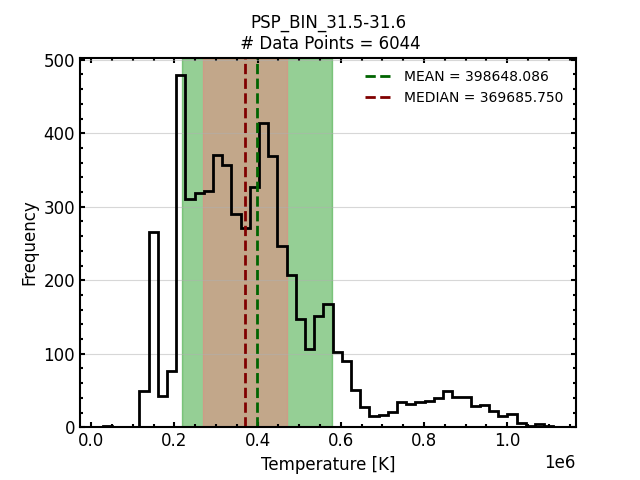 PSP_BIN_31.5-31.6
# Data Points = 6044
MEAN = 398648.086
MEDIAN = 369685.750
Frequency
500
400
300
200
100
0
0.0 0.2 0.4 0.6 0.8 1.0
1e6
Temperature [K]